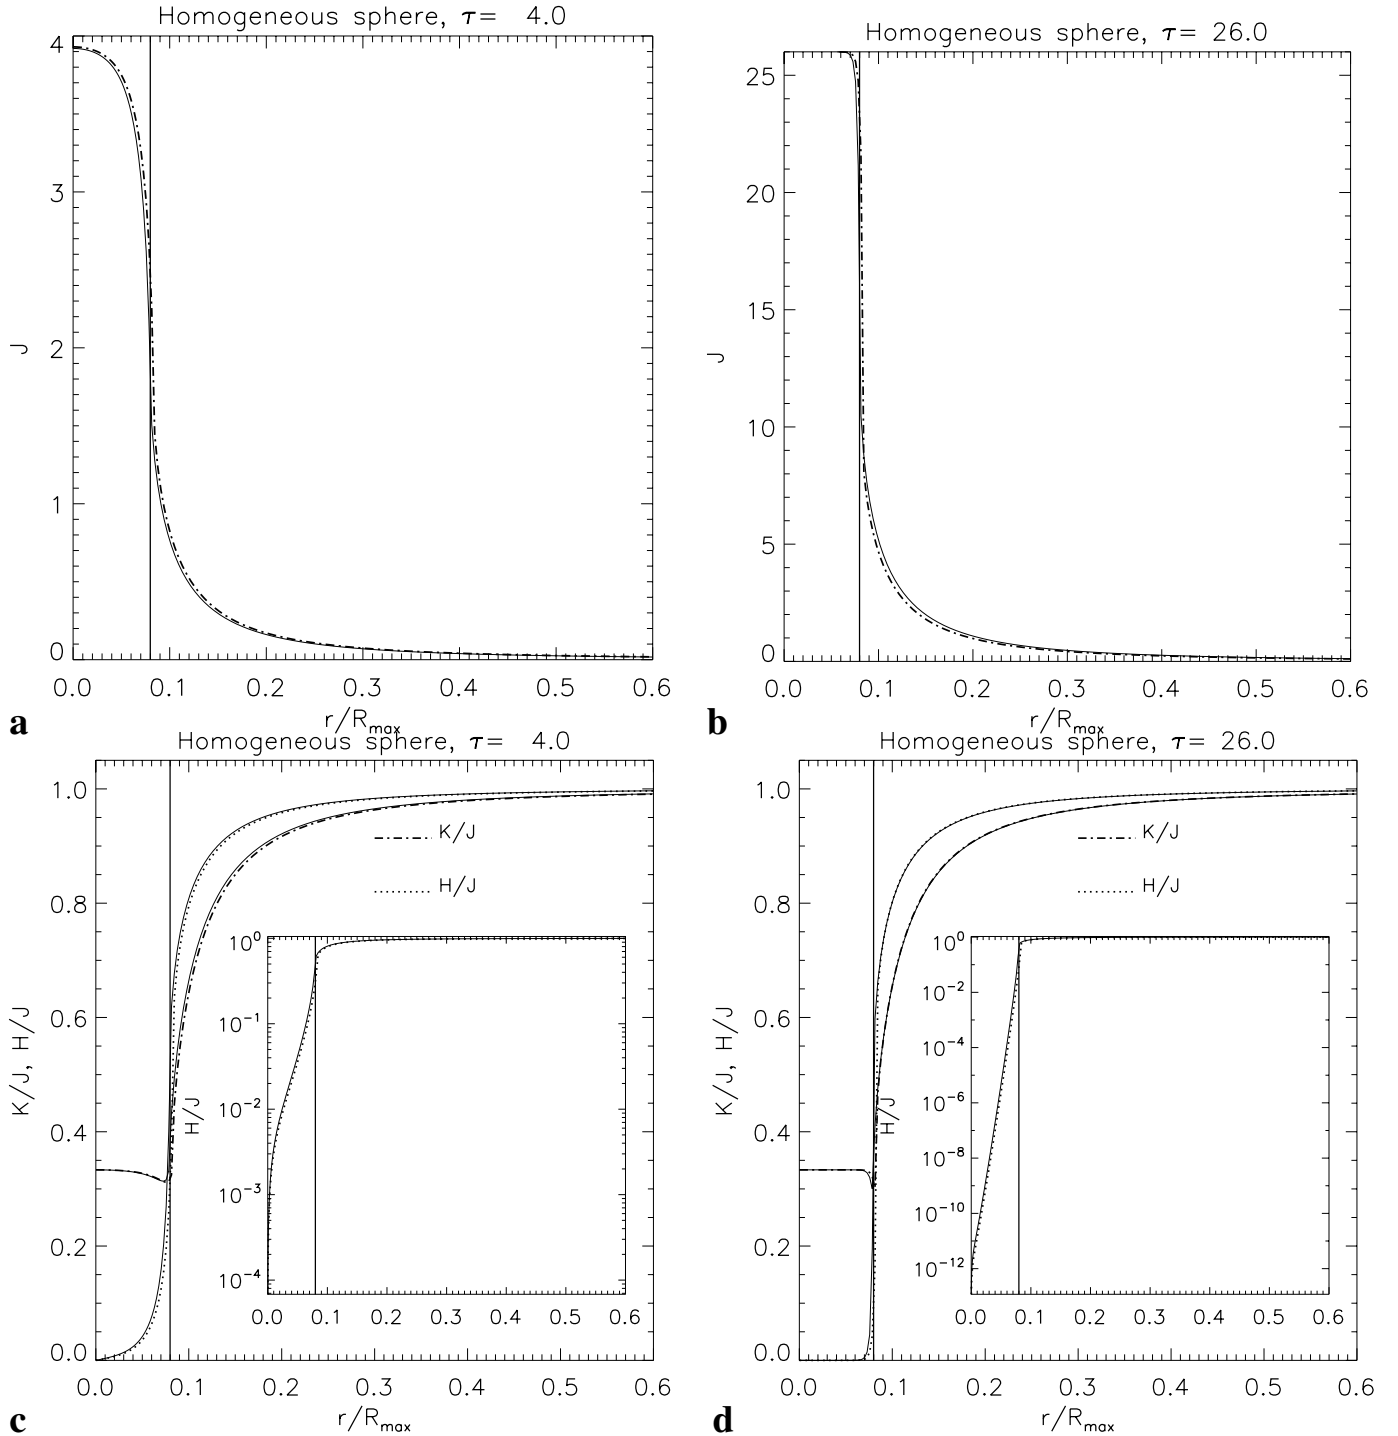 Homogeneous sphere, τ= 4.0
4
3
2
1
0
J
0.0 0.1 0.2 0.3 0.4 0.5 0.6
r/Rmax
a
Homogeneous sphere, τ= 26.0
25
20
15
10
5
0
J
0.0 0.1 0.2 0.3 0.4 0.5 0.6
r/Rmax
b
Homogeneous sphere, τ= 4.0
1.0
0.8
0.6
0.4
0.2
0.0
K/J, H/J
K/J
H/J
10⁰
10⁻¹
10⁻²
10⁻³
10⁻⁴
H/J
0.0 0.1 0.2 0.3 0.4 0.5 0.6
0.0 0.1 0.2 0.3 0.4 0.5 0.6
r/Rmax
c
Homogeneous sphere, τ= 26.0
1.0
0.8
0.6
0.4
0.2
0.0
K/J, H/J
K/J
H/J
10⁰
10⁻²
10⁻⁴
10⁻⁶
10⁻⁸
10⁻¹⁰
10⁻¹²
H/J
0.0 0.1 0.2 0.3 0.4 0.5 0.6
0.0 0.1 0.2 0.3 0.4 0.5 0.6
r/Rmax
d